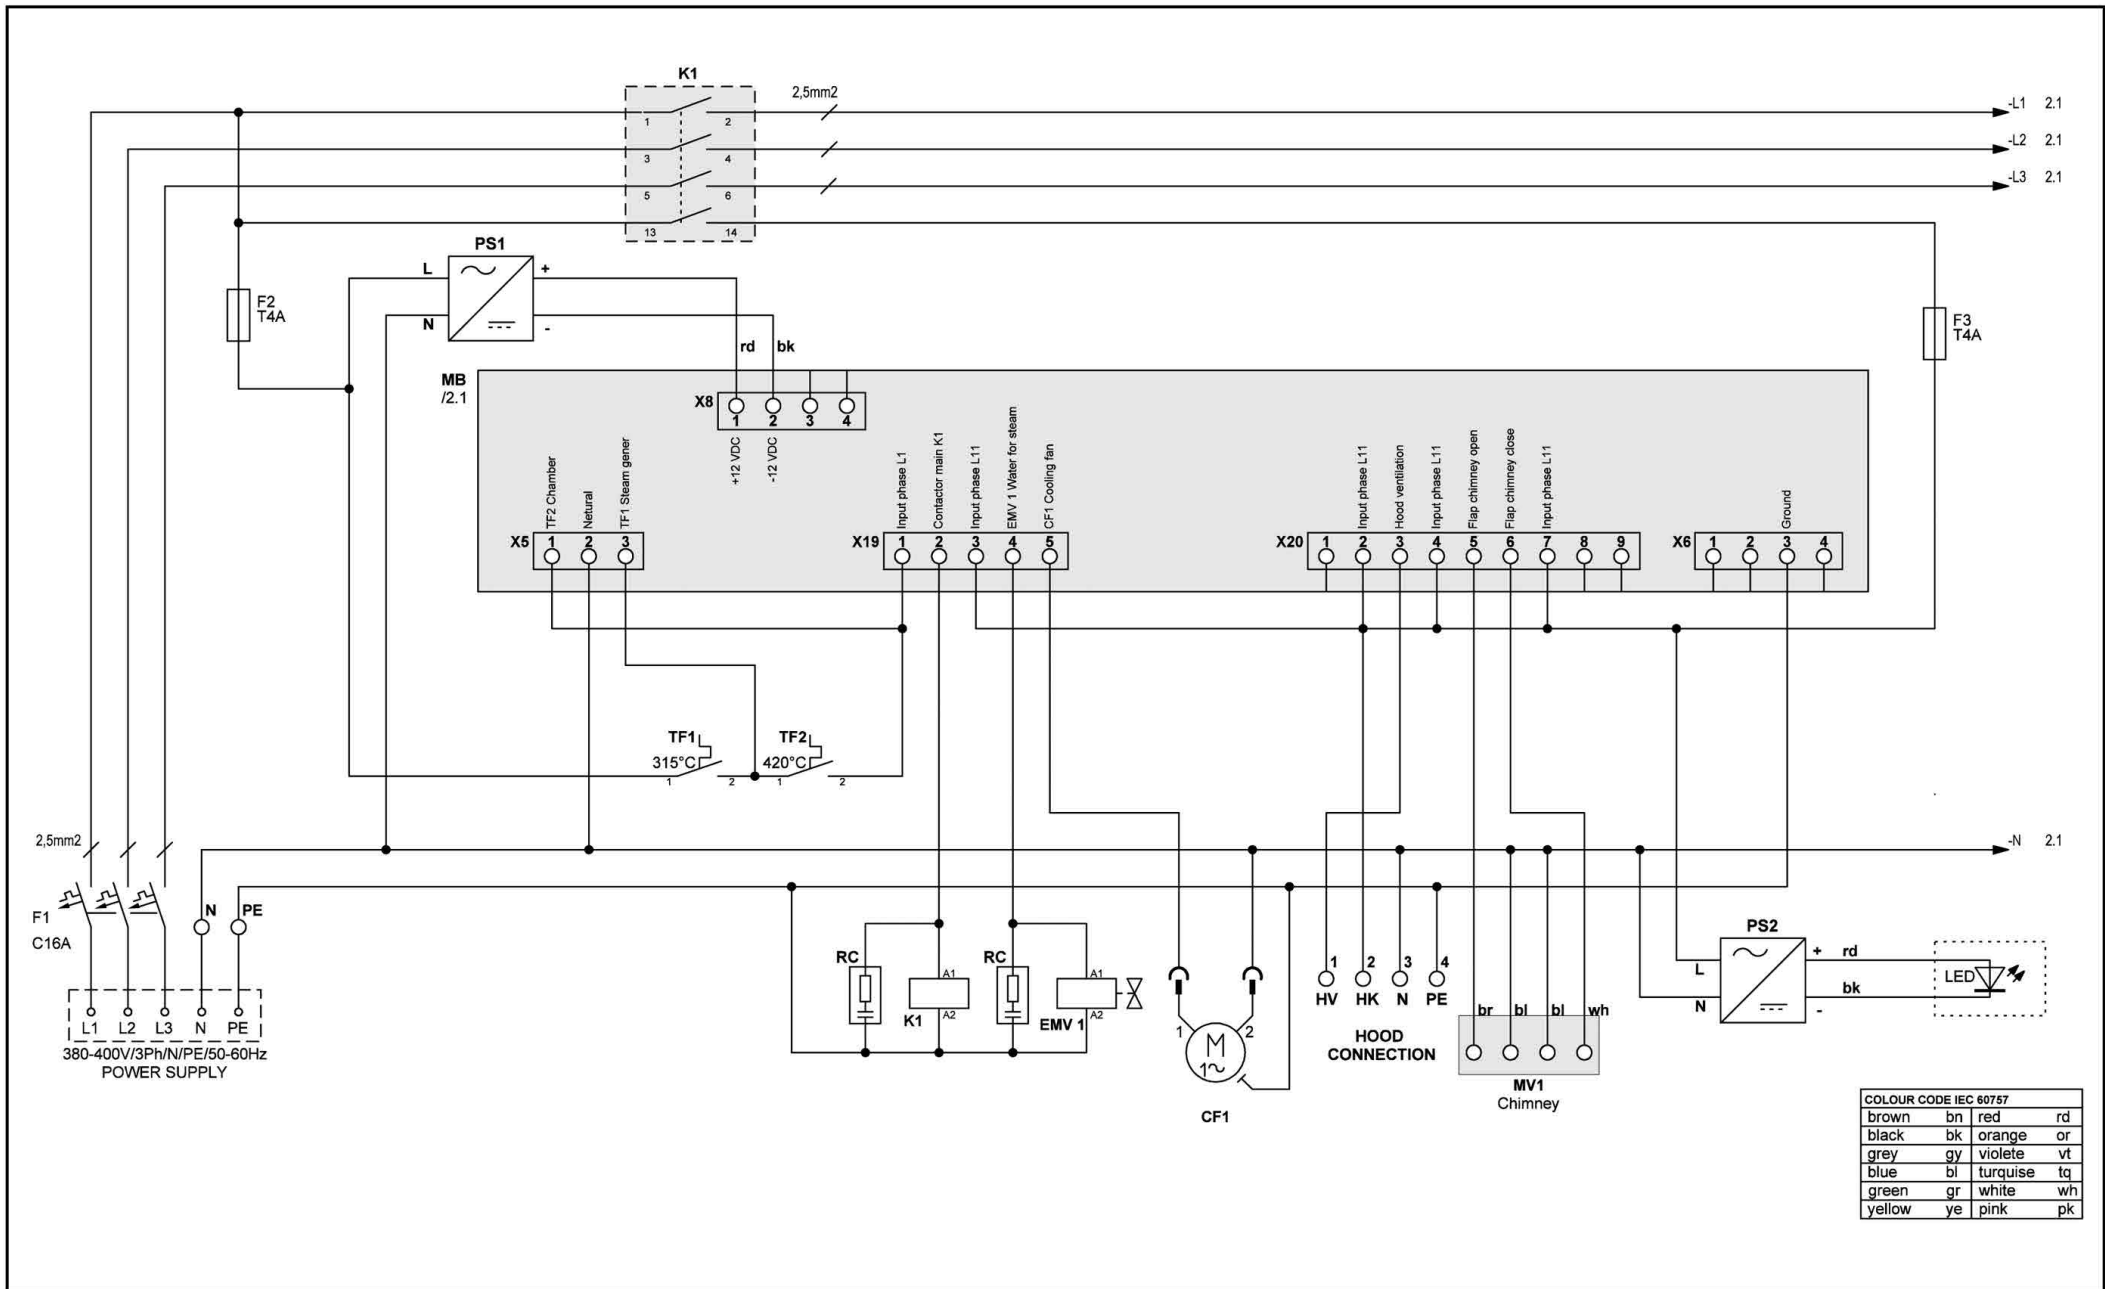 K1
2,5mm2
1 2
-L1 2.1
3 4
-L2 2.1
5 6
-L3 2.1
13 14
PS1
L +
N -
F2
T4A
F3
T4A
rd bk
MB
/2.1
X8
1 2 3 4
+12 VDC
-12 VDC
TF2 Chamber
Netural
TF1 Steam gener
Input phase L1
Contactor main K1
Input phase L11
EMV 1 Water for steam
CF1 Cooling fan
Input phase L11
Hood ventilation
Input phase L11
Flap chimney open
Flap chimney close
Input phase L11
Ground
X5 1 2 3
X19 1 2 3 4 5
X20 1 2 3 4 5 6 7 8 9
X6 1 2 3 4
TF1
315°C
1 2
TF2
420°C
1 2
2,5mm2
-N 2.1
F1
C16A
N PE
L1 L2 L3 N PE
380-400V/3Ph/N/PE/50-60Hz
POWER SUPPLY
RC
A1
K1 A2
RC
A1
EMV 1 A2
1 2
M
1~
CF1
1 2 3 4
HV HK N PE
HOOD
CONNECTION
br bl bl wh
MV1
Chimney
PS2
L + rd
N - bk
LED
COLOUR CODE IEC 60757
brown bn red rd
black bk orange or
grey gy violete vt
blue bl turquise tq
green gr white wh
yellow ye pink pk